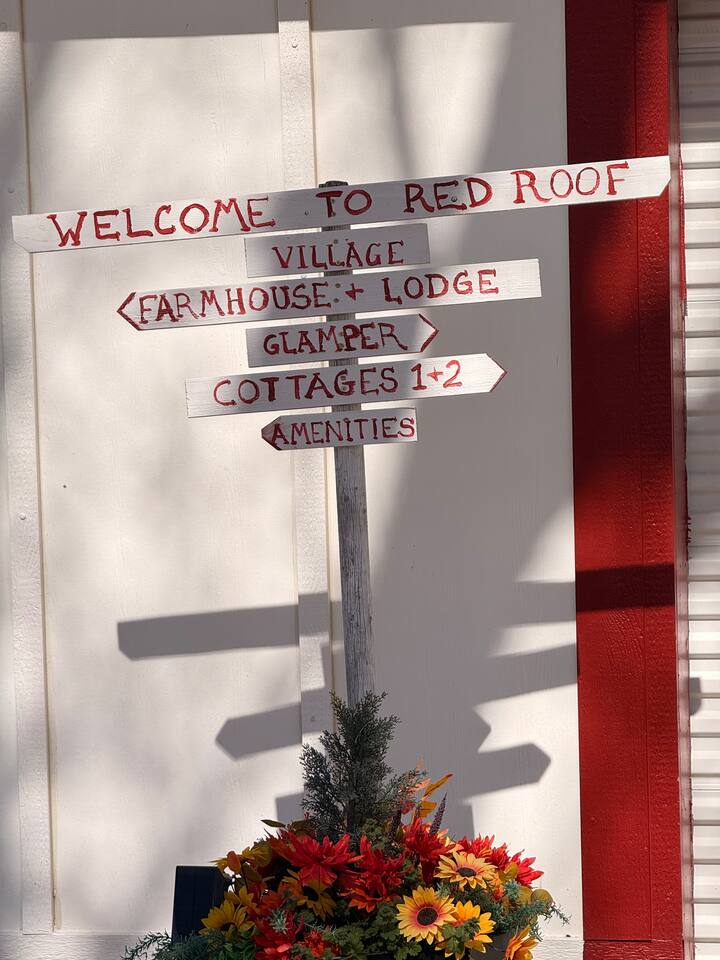 WELCOME TO RED ROOF
VILLAGE
FARMHOUSE + LODGE
GLAMPER
COTTAGES 1+2
AMENITIES